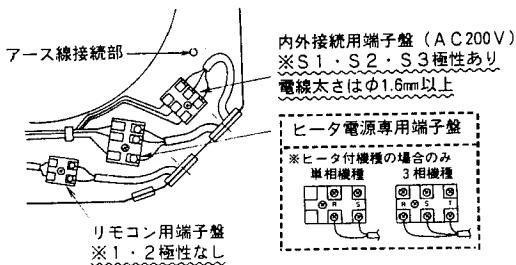 アース線接続部
内外接続用端子盤（AC200V）
※S1・S2・S3極性あり
電線太さはΦ1.6mm以上
ヒータ電源専用端子盤
※ヒータ付機種の場合のみ
単相機種 3相機種
R S R S T
リモコン用端子盤
※1・2極性なし